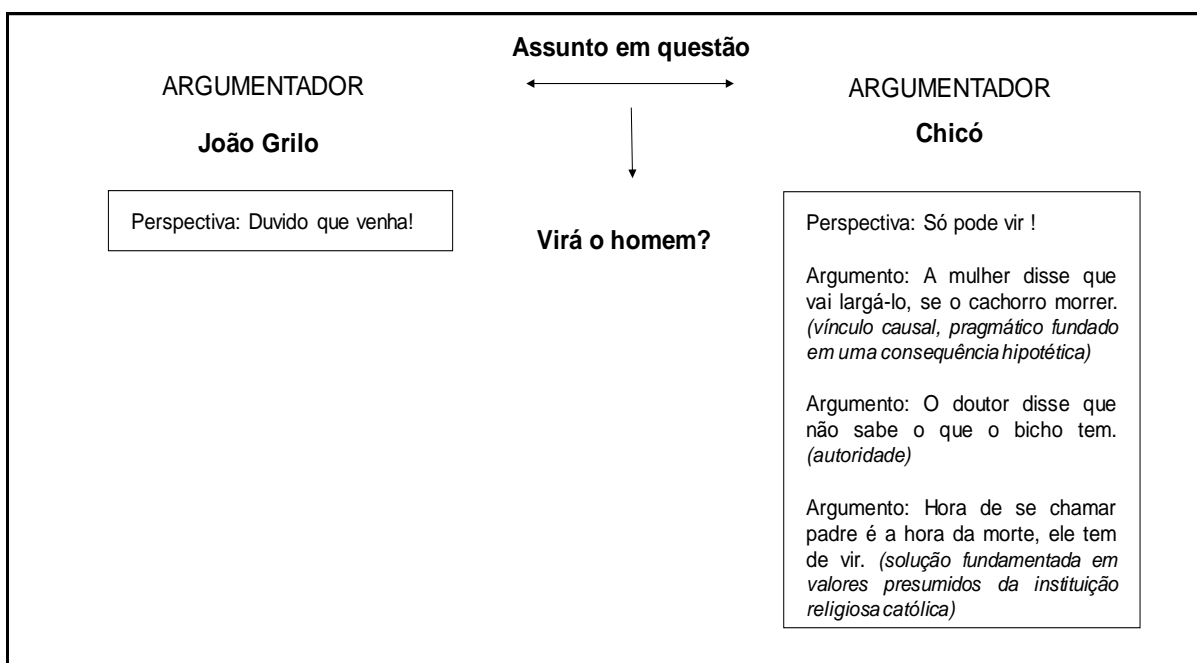 Assunto em questão
ARGUMENTADOR
João Grilo
Perspectiva: Duvido que venha!
Virá o homem?
ARGUMENTADOR
Chicó
Perspectiva: Só pode vir !
Argumento: A mulher disse que
vai largá-lo, se o cachorro morrer.
(vínculo causal, pragmático fundado
em uma consequência hipotética)
Argumento: O doutor disse que
não sabe o que o bicho tem.
(autoridade)
Argumento: Hora de se chamar
padre é a hora da morte, ele tem
de vir. (solução fundamentada em
valores presumidos da instituição
religiosa católica)